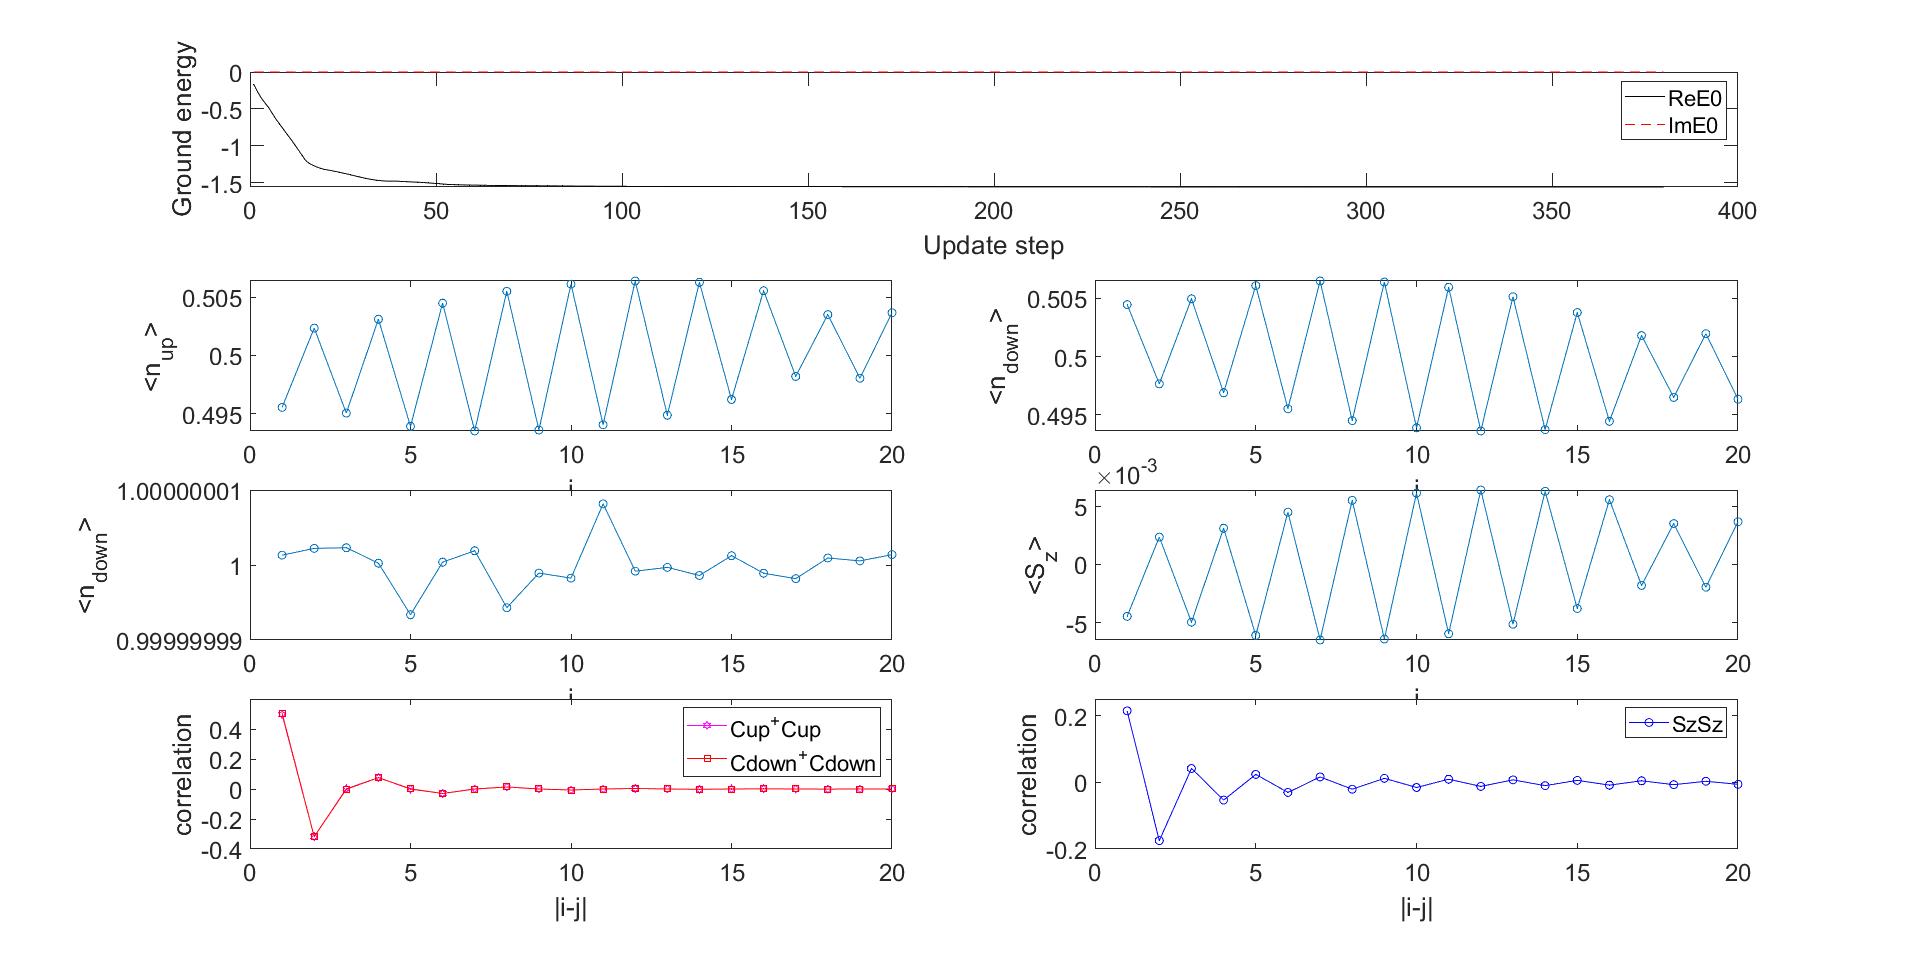 Ground energy
0
-0.5
-1
-1.5
0 50 100 150 200 250 300 350 400
Update step
ReE0
ImE0
<n_up>
0.505
0.5
0.495
0 5 10 15 20
i
<n_down>
0.505
0.5
0.495
0 5 10 15 20
i
<n_down>
1.00000001
1
0.99999999
0 5 10 15 20
i
×10^-3
<S_z>
5
0
-5
0 5 10 15 20
i
correlation
0.4
0.2
0
-0.2
-0.4
0 5 10 15 20
|i-j|
Cup^+Cup
Cdown^+Cdown
correlation
0.2
0
-0.2
0 5 10 15 20
|i-j|
SzSz